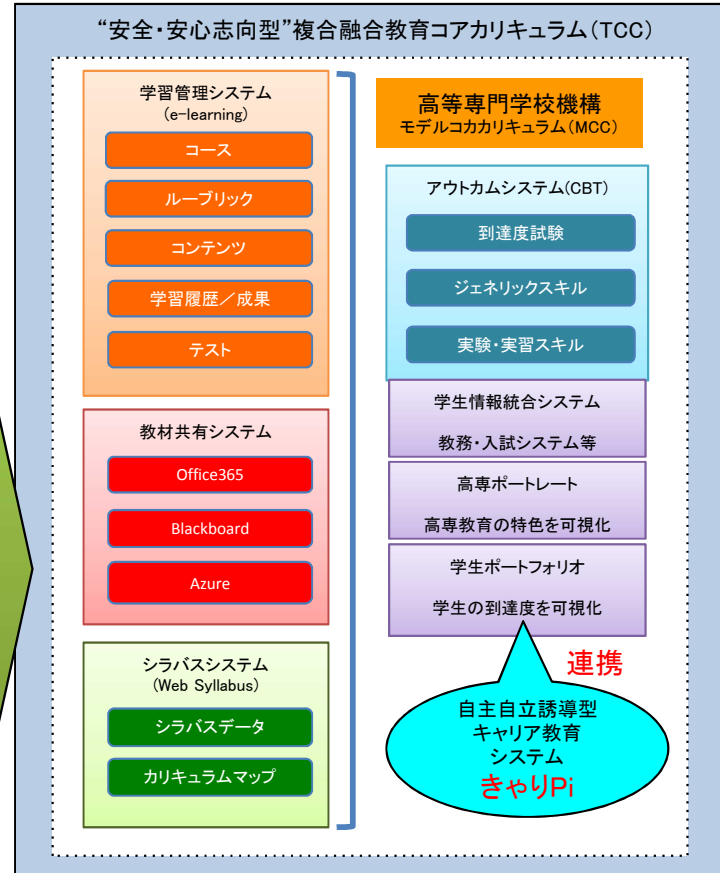 “安全・安心志向型”複合融合教育コアカリキュラム（TCC）
学習管理システム
(e-learning)
コース
ルーブリック
コンテンツ
学習履歴／成果
テスト
教材共有システム
Office365
Blackboard
Azure
シラバスシステム
(Web Syllabus)
シラバスデータ
カリキュラムマップ
高等専門学校機構
モデルコカカリキュラム（MCC）
アウトカムシステム(CBT)
到達度試験
ジェネリックスキル
実験・実習スキル
学生情報統合システム
教務・入試システム等
高専ポートレート
高専教育の特色を可視化
学生ポートフォリオ
学生の到達度を可視化
連携
自主自立誘導型
キャリア教育
システム
きゃりPi